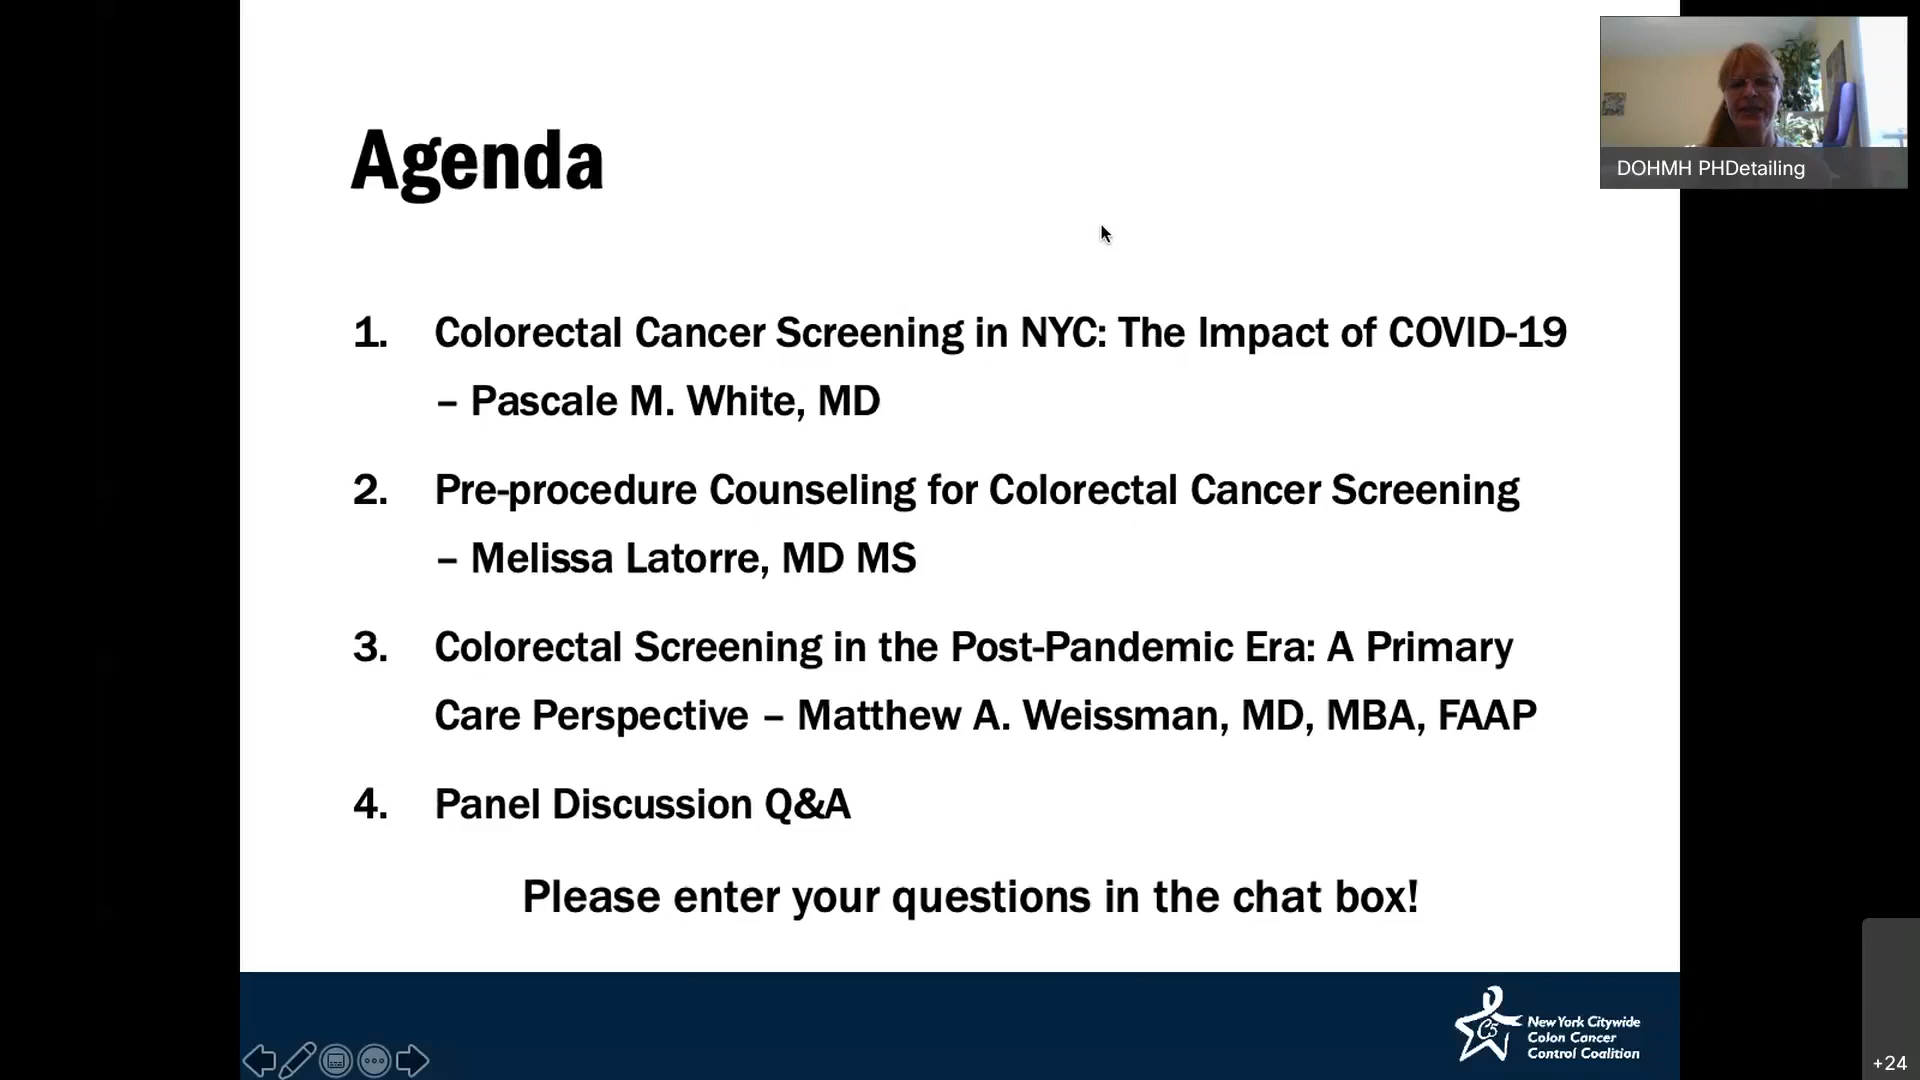 Agenda
DOHMH PHDetailing
1. Colorectal Cancer Screening in NYC: The Impact of COVID-19
– Pascale M. White, MD
2. Pre-procedure Counseling for Colorectal Cancer Screening
– Melissa Latorre, MD MS
3. Colorectal Screening in the Post-Pandemic Era: A Primary
Care Perspective – Matthew A. Weissman, MD, MBA, FAAP
4. Panel Discussion Q&A
Please enter your questions in the chat box!
C5
New York Citywide
Colon Cancer
Control Coalition
+24